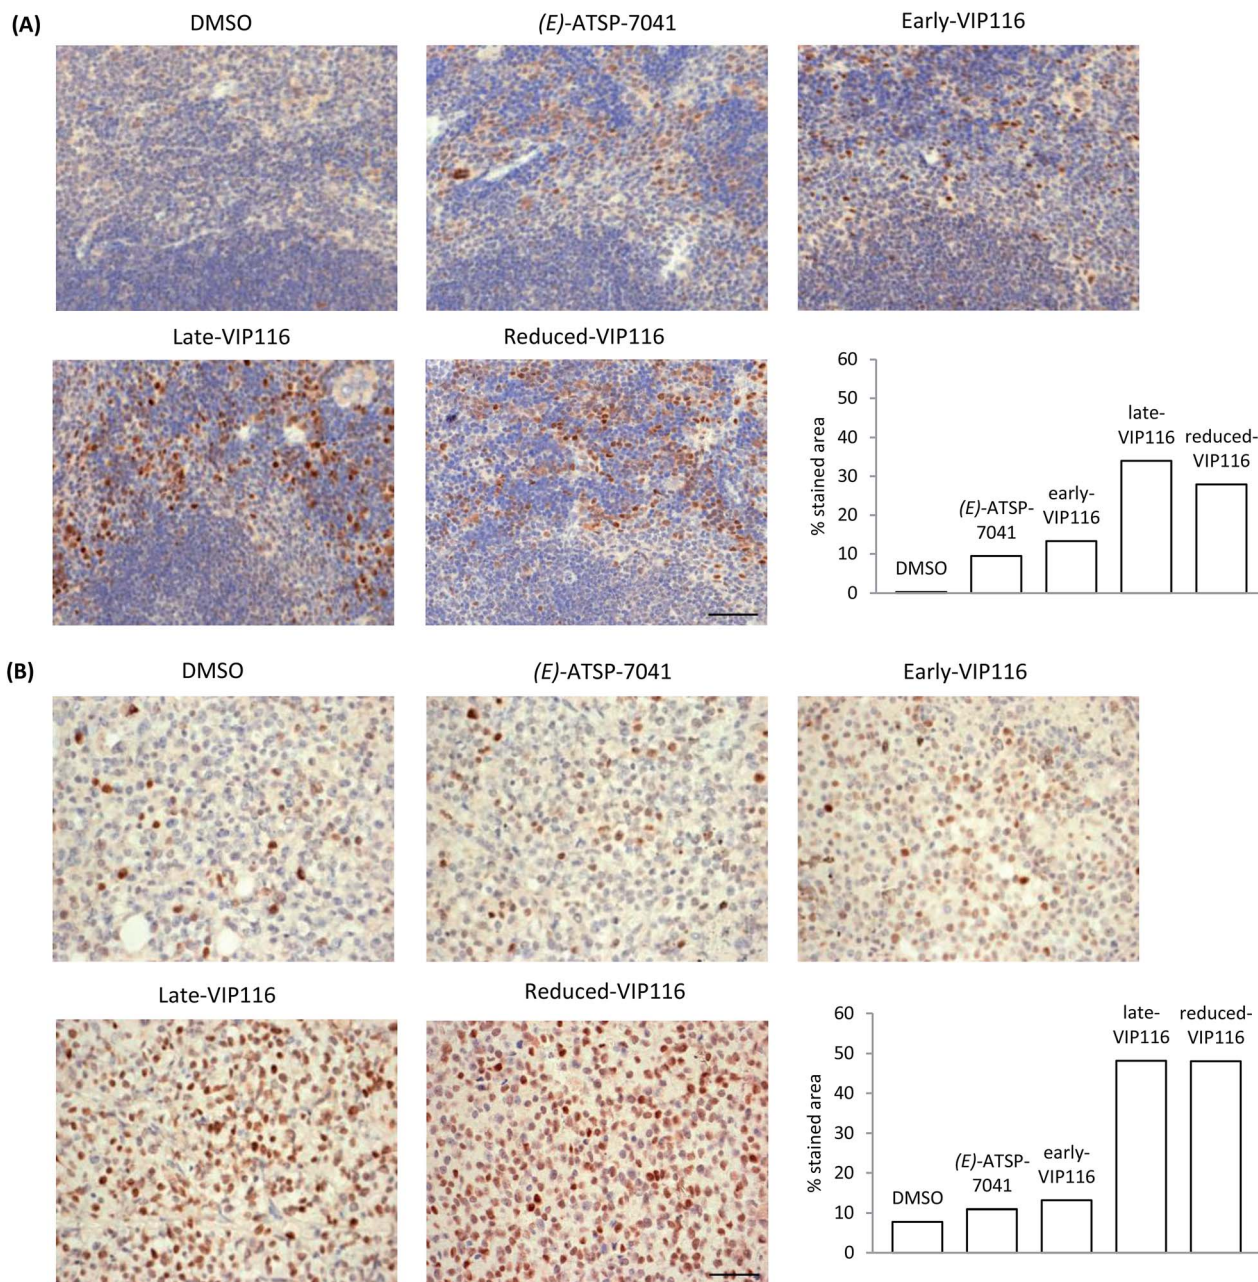 (A)
DMSO
(E)-ATSP-7041
Early-VIP116
Late-VIP116
Reduced-VIP116
% stained area
60
50
40
30
20
10
0
DMSO
(E)-ATSP-
7041
early-
VIP116
late-
VIP116
reduced-
VIP116
(B)
DMSO
(E)-ATSP-7041
Early-VIP116
Late-VIP116
Reduced-VIP116
% stained area
60
50
40
30
20
10
0
DMSO
(E)-ATSP-
7041
early-
VIP116
late-
VIP116
reduced-
VIP116